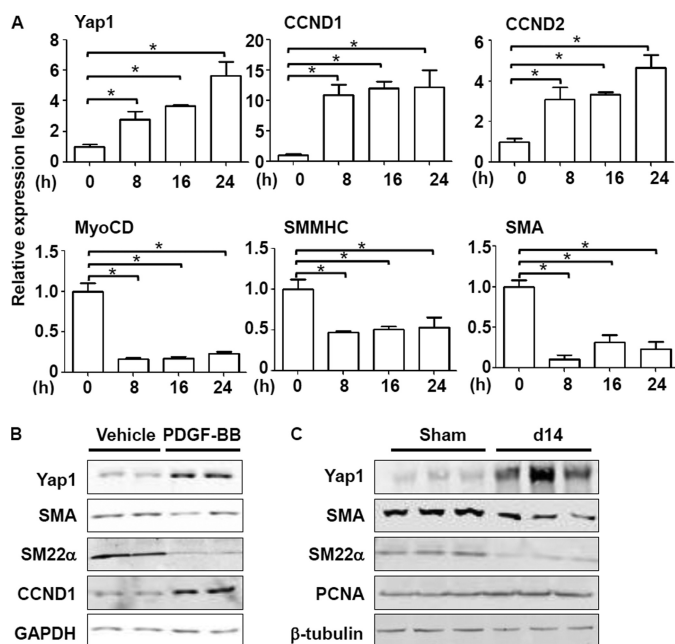 A
Yap1
CCND1
CCND2
Relative expression level
8
6
4
2
0
*
*
*
(h) 0 8 16 24
20
15
10
5
0
*
*
*
(h) 0 8 16 24
8
6
4
2
0
*
*
*
(h) 0 8 16 24
MyoCD
SMMHC
SMA
1.5
1.0
0.5
0
*
*
*
(h) 0 8 16 24
1.5
1.0
0.5
0
*
*
*
(h) 0 8 16 24
1.5
1.0
0.5
0
*
*
*
(h) 0 8 16 24
B
Vehicle PDGF-BB
Yap1
SMA
SM22α
CCND1
GAPDH
C
Sham d14
Yap1
SMA
SM22α
PCNA
β-tubulin